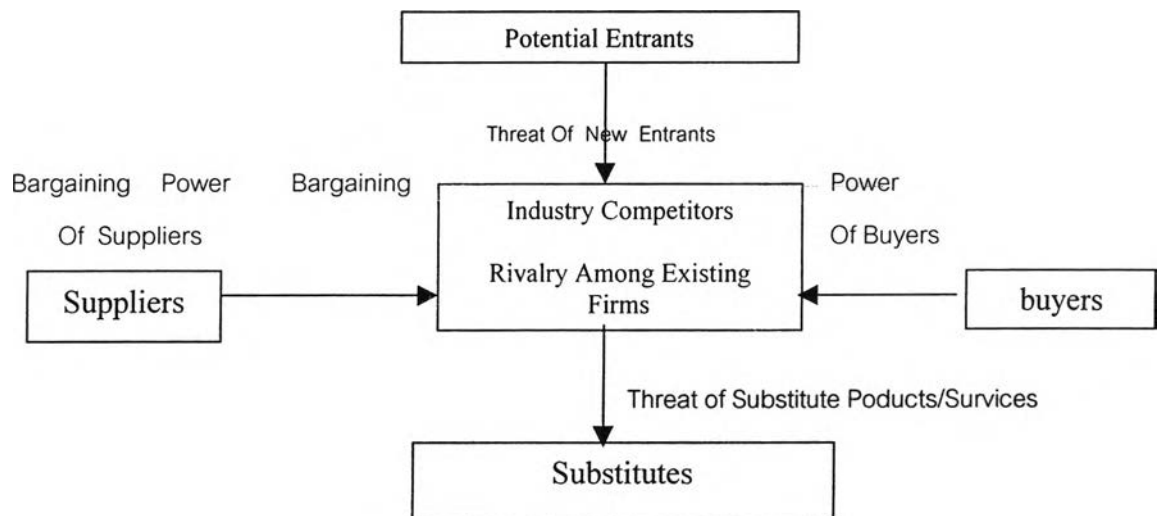 Potential Entrants
Threat Of New Entrants
Bargaining Power Bargaining Power
Of Suppliers Of Buyers
Industry Competitors
Rivalry Among Existing
Firms
Suppliers
buyers
Threat of Substitute Poducts/Survices
Substitutes